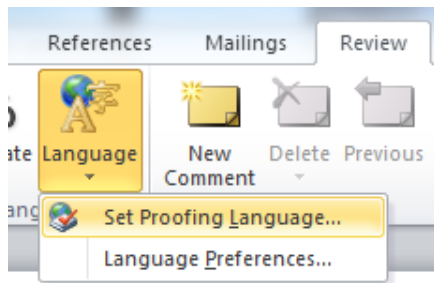 References Mailings Review
Language New Delete Previous
Comment
Set Proofing Language...
Language Preferences...